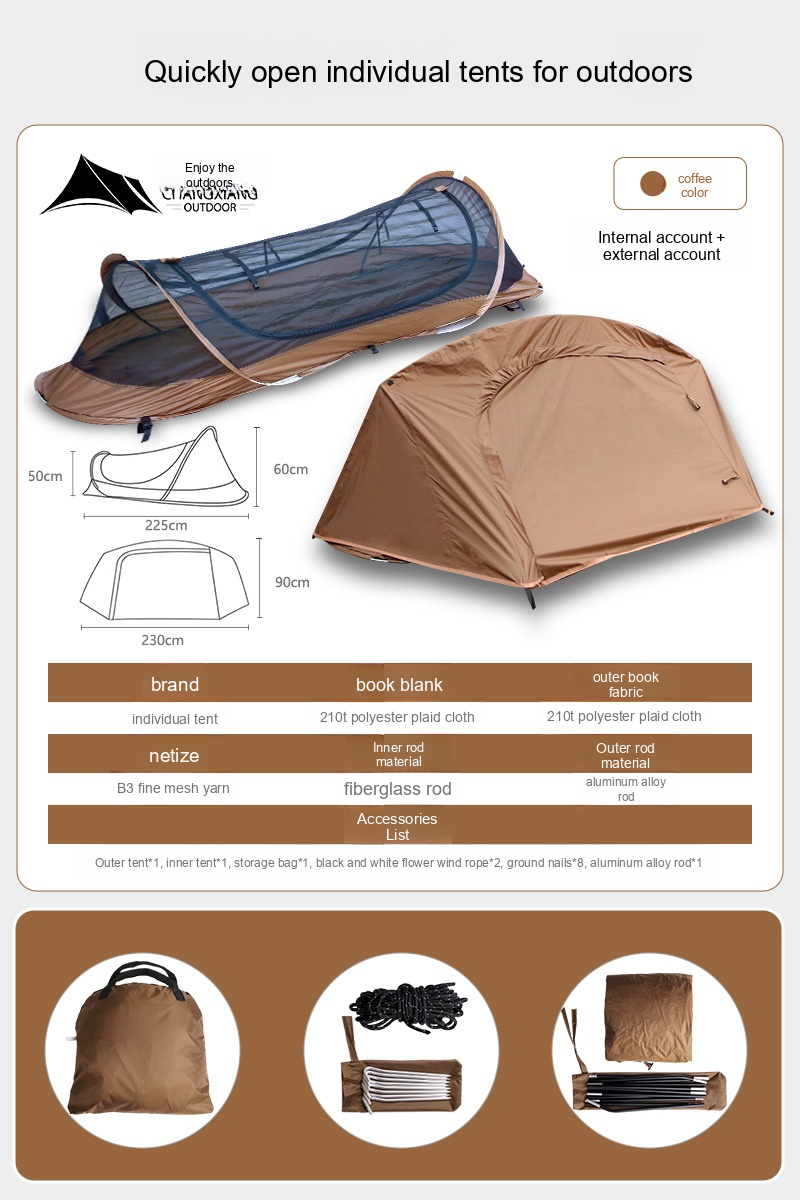 Quickly open individual tents for outdoors
Enjoy the
outdoors
CHANGXIANG
OUTDOOR
coffee
color
Internal account +
external account
50cm
60cm
225cm
90cm
230cm
brand
book blank
outer book
fabric
individual tent
210t polyester plaid cloth
210t polyester plaid cloth
netize
Inner rod
material
Outer rod
material
B3 fine mesh yarn
fiberglass rod
aluminum alloy
rod
Accessories
List
Outer tent*1, inner tent*1, storage bag*1, black and white flower wind rope*2, ground nails*8, aluminum alloy rod*1